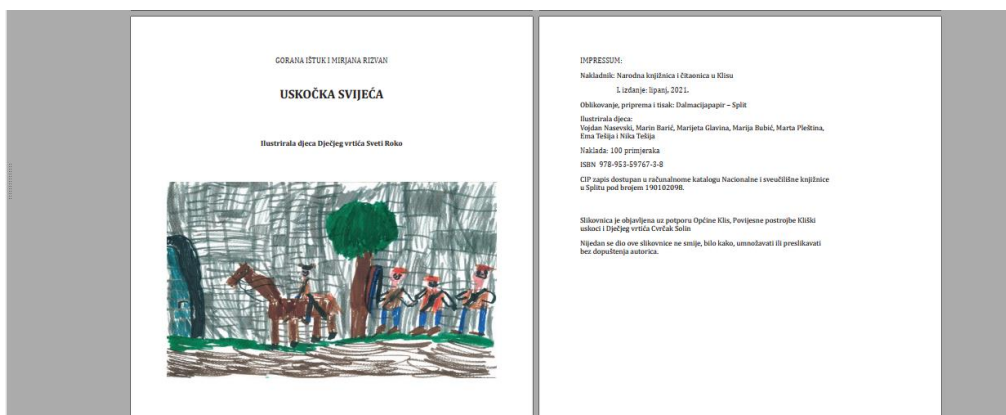 GORANA IŠTUK I MIRJANA RIZVAN
USKOČKA SVIJEĆA
Ilustrirala djeca Dječjeg vrtića Sveti Roko
IMPRESSUM:
Nakladnik: Narodna knjižnica i čitaonica u Klisu
I. izdanje: lipanj, 2021.
Oblikovanje, priprema i tisak: Dalmacijapapir – Split
Ilustrirala djeca:
Vojdan Nasevski, Marin Barić, Marijeta Glavina, Marija Bubić, Marta Pleština,
Ema Tešija i Nika Tešija
Naklada: 100 primjeraka
ISBN 978-953-59767-3-8
CIP zapis dostupan u računalnome katalogu Nacionalne i sveučilišne knjižnice
u Splitu pod brojem 190102098.
Slikovnica je objavljena uz potporu Općine Klis, Povijesne postrojbe Kliški
uskoci i Dječjeg vrtića Cvrčak Solin
Nijedan se dio ove slikovnice ne smije, bilo kako, umnožavati ili preslikavati
bez dopuštenja autorica.